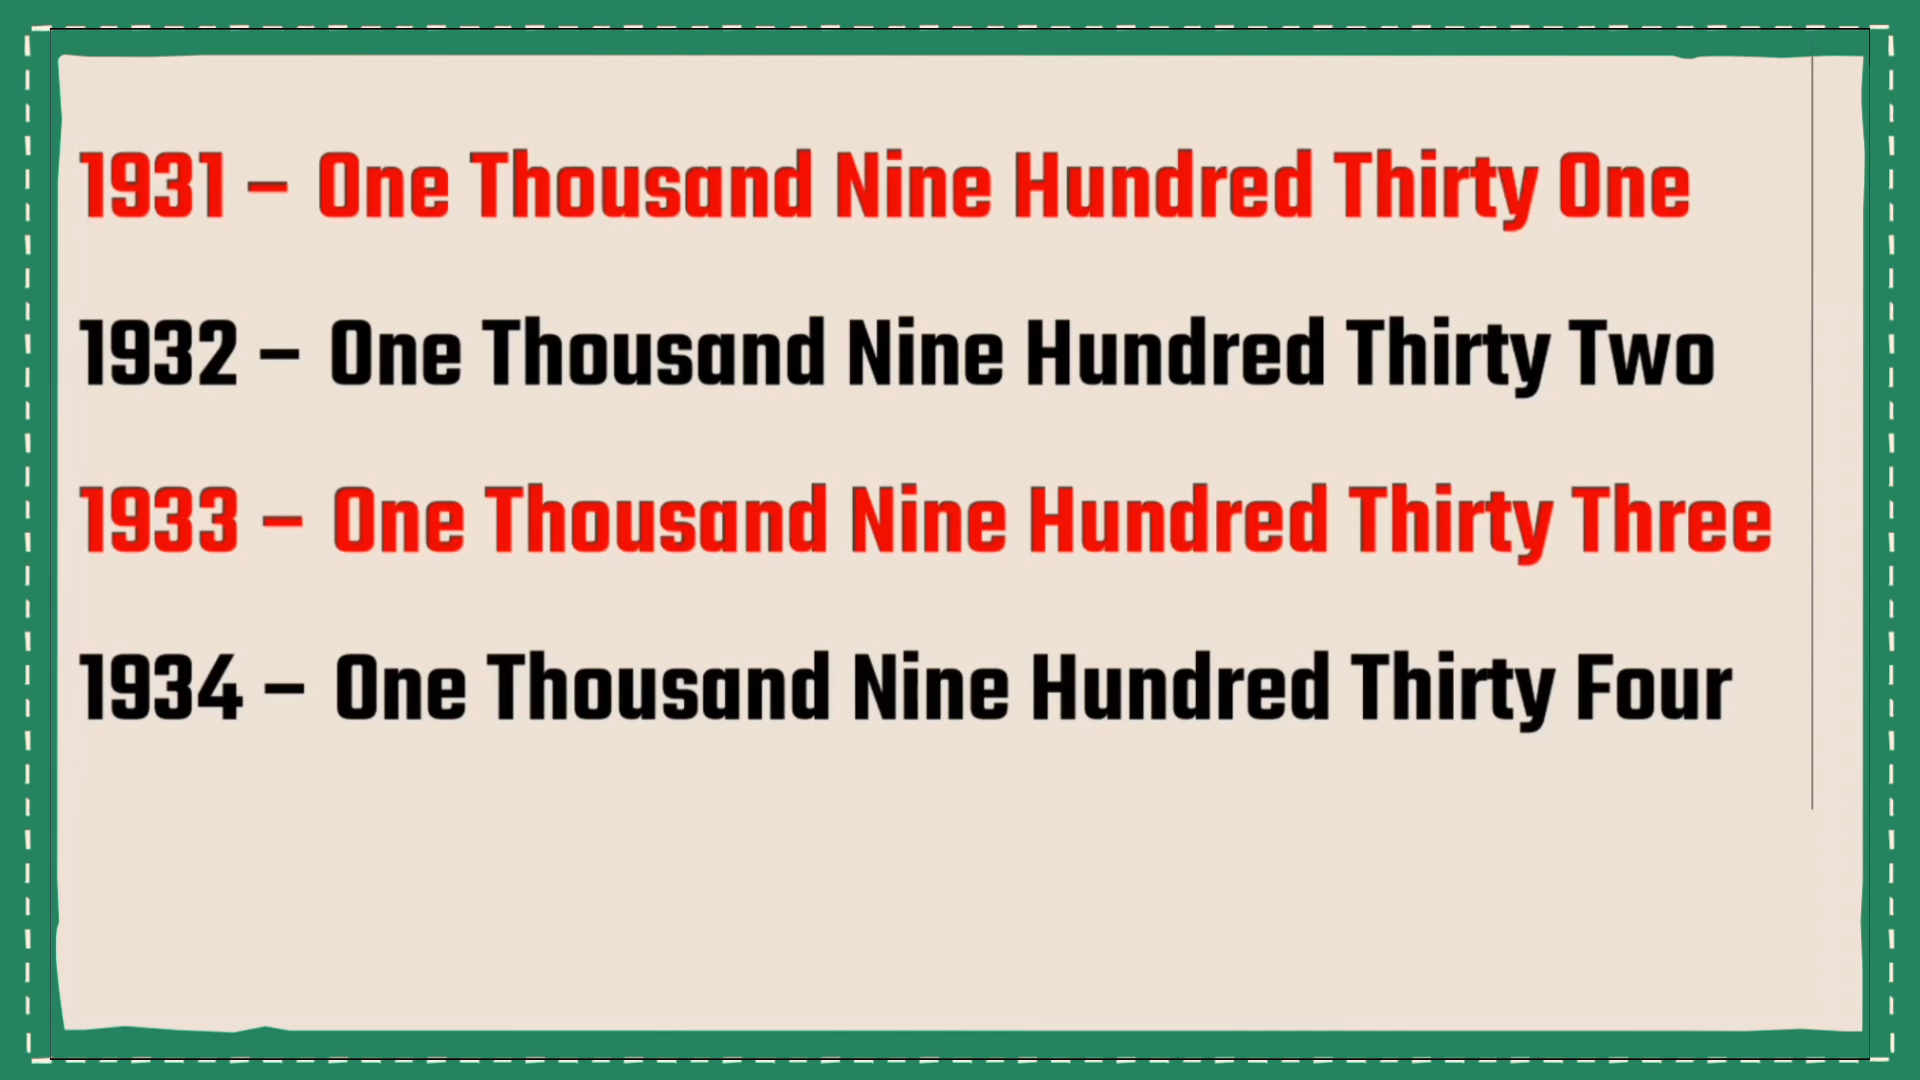 1931 – One Thousand Nine Hundred Thirty One
1932 – One Thousand Nine Hundred Thirty Two
1933 – One Thousand Nine Hundred Thirty Three
1934 – One Thousand Nine Hundred Thirty Four